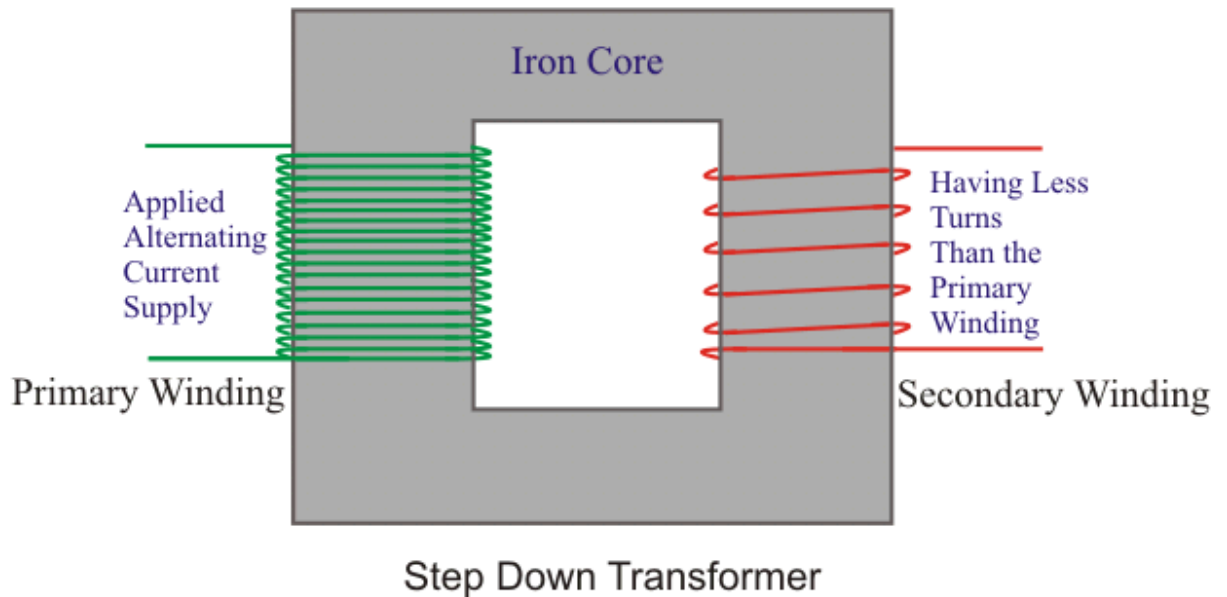 Iron Core
Applied
Alternating
Current
Supply
Having Less
Turns
Than the
Primary
Winding
Primary Winding
Secondary Winding
Step Down Transformer